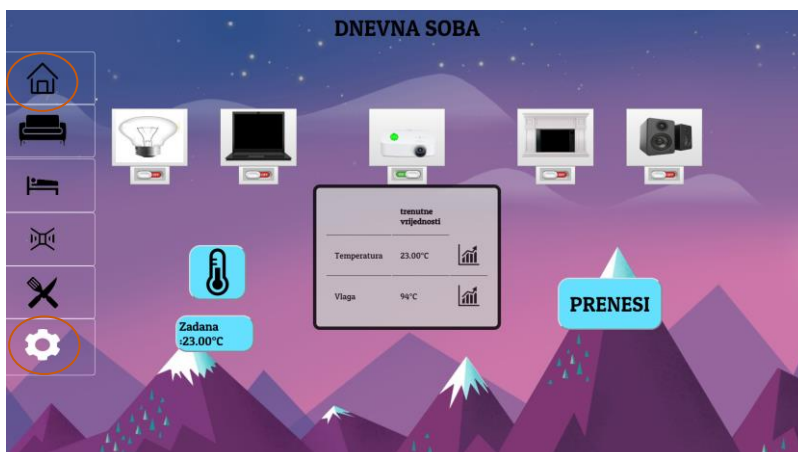 DNEVNA SOBA
trenutne
vrijednosti
Temperatura 23.00°C
Vlaga 94°C
Zadana
:23.00°C
PRENESI